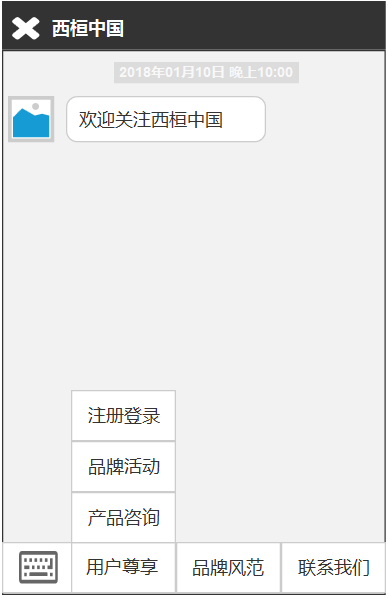 西桓中国
2018年01月10日 晚上10:00
欢迎关注西桓中国
注册登录
品牌活动
产品咨询
用户尊享
品牌风范
联系我们